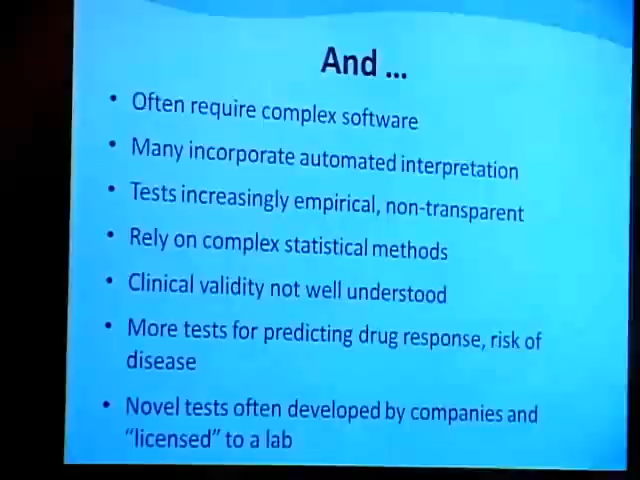 And ...
• Often require complex software
• Many incorporate automated interpretation
• Tests increasingly empirical, non-transparent
• Rely on complex statistical methods
• Clinical validity not well understood
• More tests for predicting drug response, risk of
disease
• Novel tests often developed by companies and
“licensed” to a lab